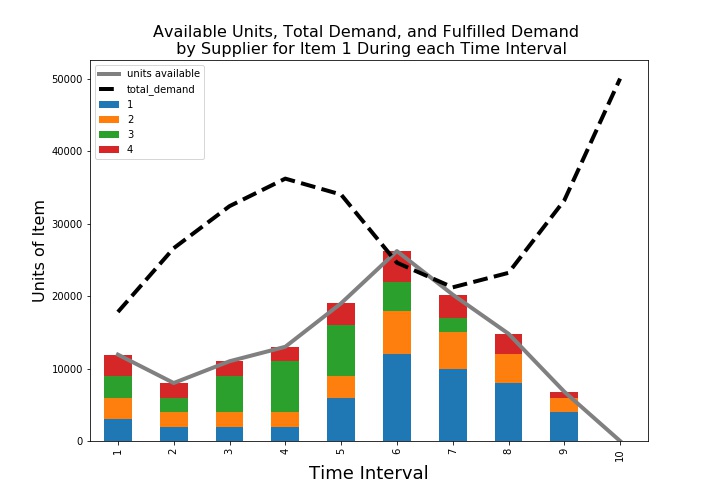 Available Units, Total Demand, and Fulfilled Demand
by Supplier for Item 1 During each Time Interval
units available
total_demand
1
2
3
4
Units of Item
50000
40000
30000
20000
10000
0
1 2 3 4 5 6 7 8 9 10
Time Interval